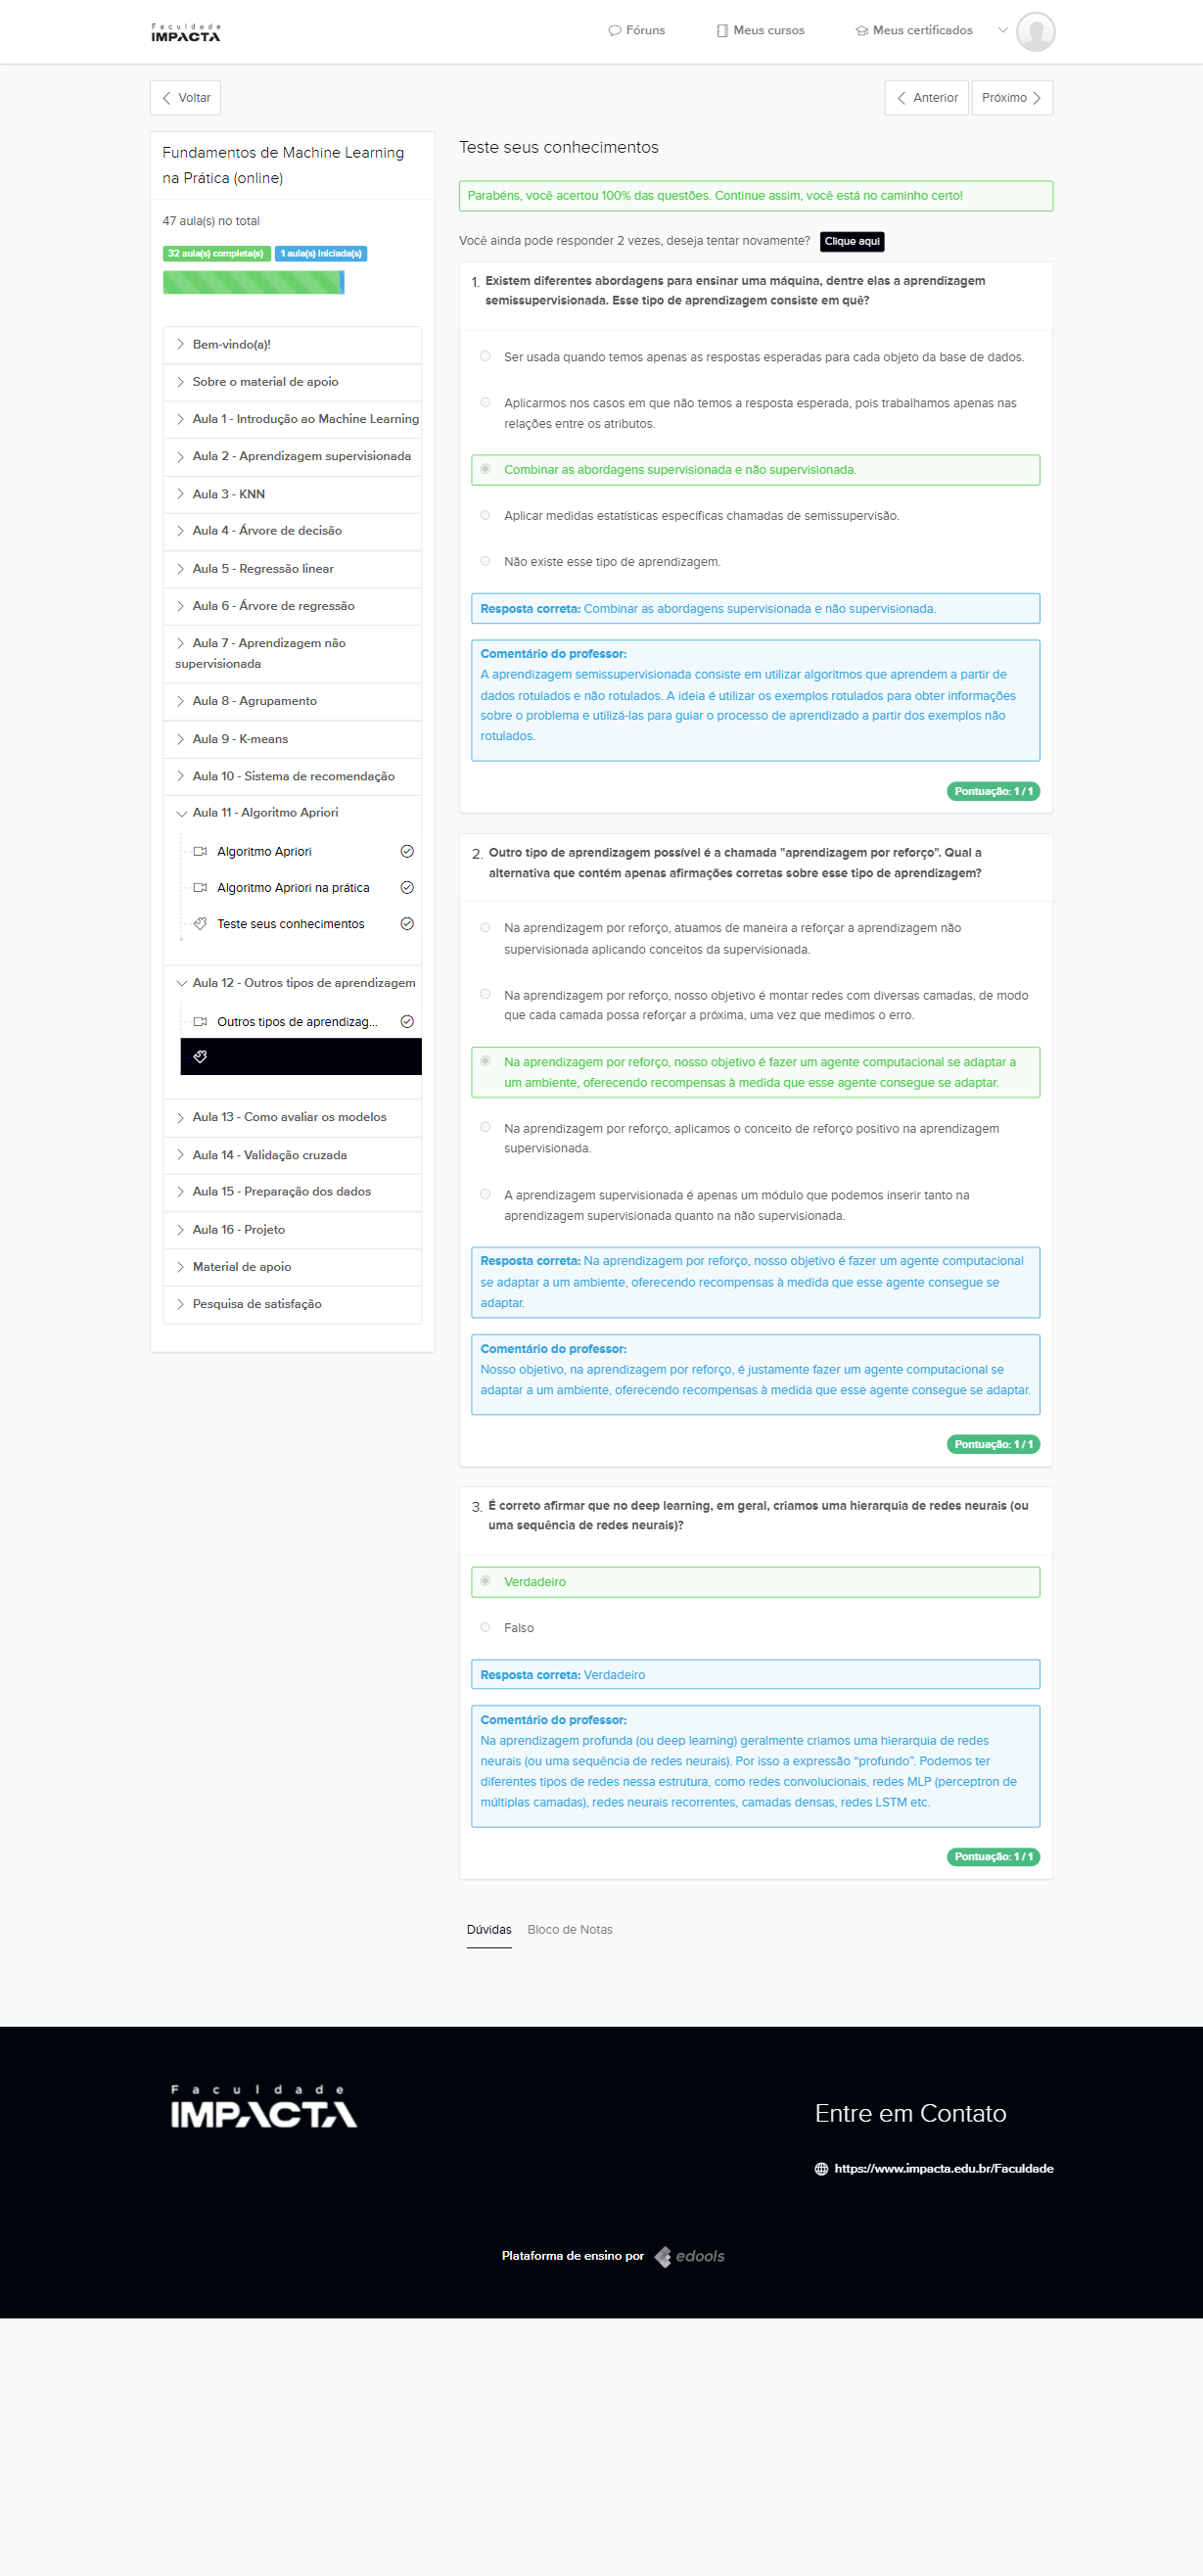 Faculdade
IMPACTA
Fóruns
Meus cursos
Meus certificados
Voltar
Anterior
Próximo
Fundamentos de Machine Learning
na Prática (online)
47 aula(s) no total
32 aula(s) completa(s)
1 aula(s) iniciada(s)
Bem-vindo(a)!
Sobre o material de apoio
Aula 1 - Introdução ao Machine Learning
Aula 2 - Aprendizagem supervisionada
Aula 3 - KNN
Aula 4 - Árvore de decisão
Aula 5 - Regressão linear
Aula 6 - Árvore de regressão
Aula 7 - Aprendizagem não
supervisionada
Aula 8 - Agrupamento
Aula 9 - K-means
Aula 10 - Sistema de recomendação
Aula 11 - Algoritmo Apriori
Algoritmo Apriori
Algoritmo Apriori na prática
Teste seus conhecimentos
Aula 12 - Outros tipos de aprendizagem
Outros tipos de aprendizag...
Aula 13 - Como avaliar os modelos
Aula 14 - Validação cruzada
Aula 15 - Preparação dos dados
Aula 16 - Projeto
Material de apoio
Pesquisa de satisfação
Teste seus conhecimentos
Parabéns, você acertou 100% das questões. Continue assim, você está no caminho certo!
Você ainda pode responder 2 vezes, deseja tentar novamente? Clique aqui
1. Existem diferentes abordagens para ensinar uma máquina, dentre elas a aprendizagem
semissupervisionada. Esse tipo de aprendizagem consiste em quê?
Ser usada quando temos apenas as respostas esperadas para cada objeto da base de dados.
Aplicarmos nos casos em que não temos a resposta esperada, pois trabalhamos apenas nas
relações entre os atributos.
Combinar as abordagens supervisionada e não supervisionada.
Aplicar medidas estatísticas específicas chamadas de semissupervisão.
Não existe esse tipo de aprendizagem.
Resposta correta: Combinar as abordagens supervisionada e não supervisionada.
Comentário do professor:
A aprendizagem semissupervisionada consiste em utilizar algoritmos que aprendem a partir de
dados rotulados e não rotulados. A ideia é utilizar os exemplos rotulados para obter informações
sobre o problema e utilizá-las para guiar o processo de aprendizado a partir dos exemplos não
rotulados.
Pontuação: 1 / 1
2. Outro tipo de aprendizagem possível é a chamada "aprendizagem por reforço". Qual a
alternativa que contém apenas afirmações corretas sobre esse tipo de aprendizagem?
Na aprendizagem por reforço, atuamos de maneira a reforçar a aprendizagem não
supervisionada aplicando conceitos da supervisionada.
Na aprendizagem por reforço, nosso objetivo é montar redes com diversas camadas, de modo
que cada camada possa reforçar a próxima, uma vez que medimos o erro.
Na aprendizagem por reforço, nosso objetivo é fazer um agente computacional se adaptar a
um ambiente, oferecendo recompensas à medida que esse agente consegue se adaptar.
Na aprendizagem por reforço, aplicamos o conceito de reforço positivo na aprendizagem
supervisionada.
A aprendizagem supervisionada é apenas um módulo que podemos inserir tanto na
aprendizagem supervisionada quanto na não supervisionada.
Resposta correta: Na aprendizagem por reforço, nosso objetivo é fazer um agente computacional
se adaptar a um ambiente, oferecendo recompensas à medida que esse agente consegue se
adaptar.
Comentário do professor:
Nosso objetivo, na aprendizagem por reforço, é justamente fazer um agente computacional se
adaptar a um ambiente, oferecendo recompensas à medida que esse agente consegue se adaptar.
Pontuação: 1 / 1
3. É correto afirmar que no deep learning, em geral, criamos uma hierarquia de redes neurais (ou
uma sequência de redes neurais)?
Verdadeiro
Falso
Resposta correta: Verdadeiro
Comentário do professor:
Na aprendizagem profunda (ou deep learning) geralmente criamos uma hierarquia de redes
neurais (ou uma sequência de redes neurais). Por isso a expressão “profundo”. Podemos ter
diferentes tipos de redes nessa estrutura, como redes convolucionais, redes MLP (perceptron de
múltiplas camadas), redes neurais recorrentes, camadas densas, redes LSTM etc.
Pontuação: 1 / 1
Dúvidas
Bloco de Notas
Faculdade
IMPACTA
Entre em Contato
https://www.impacta.edu.br/Faculdade
Plataforma de ensino por edools